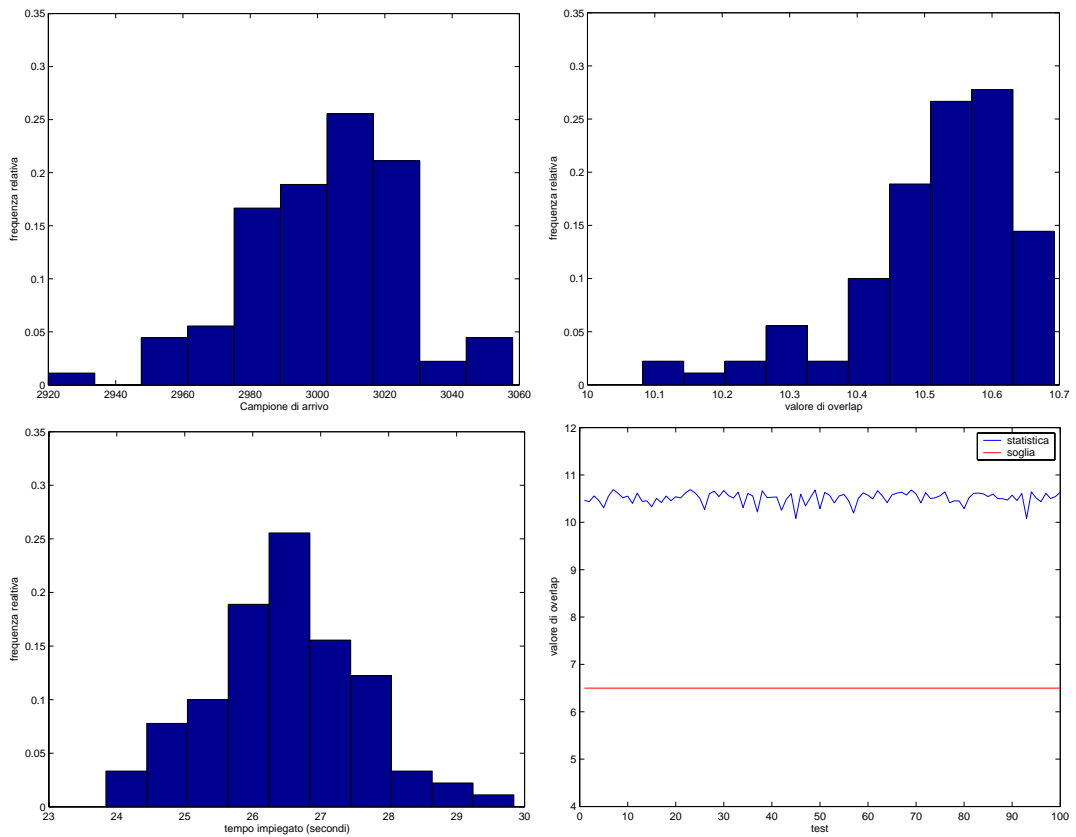 0.35
0.3
0.25
0.2
0.15
0.1
0.05
0
frequenza relativa
2920 2940 2960 2980 3000 3020 3040 3060
Campione di arrivo
0.35
0.3
0.25
0.2
0.15
0.1
0.05
0
frequenza relativa
10 10.1 10.2 10.3 10.4 10.5 10.6 10.7
valore di overlap
0.35
0.3
0.25
0.2
0.15
0.1
0.05
0
frequenza realtiva
23 24 25 26 27 28 29 30
tempo impiegato (secondi)
12
11
10
9
8
7
6
5
4
valore di overlap
statistica
soglia
0 10 20 30 40 50 60 70 80 90 100
test